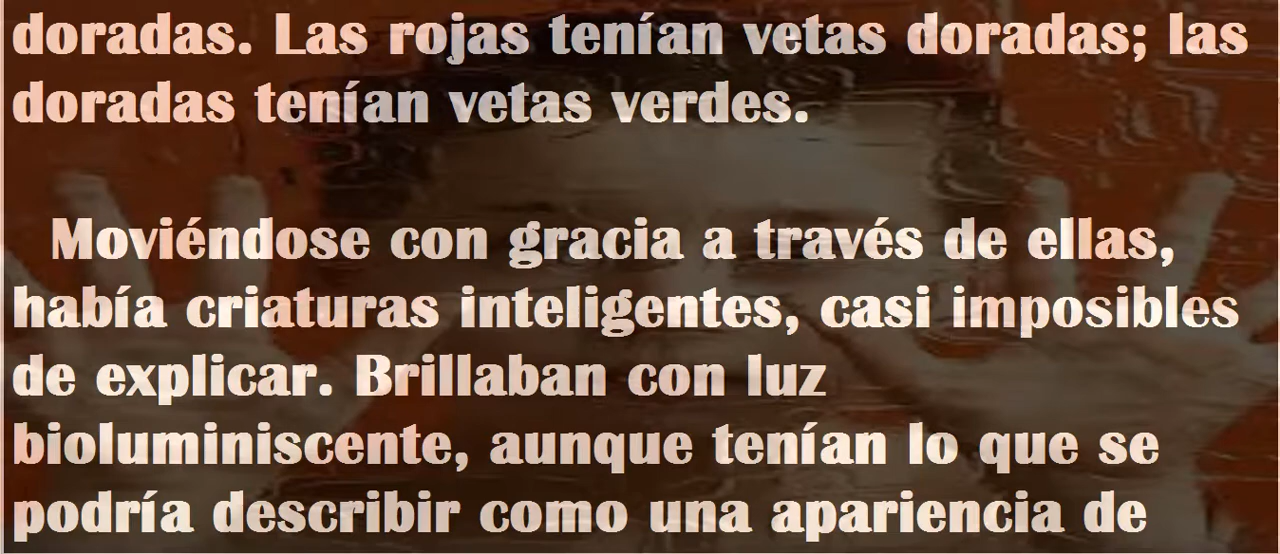 doradas. Las rojas tenían vetas doradas; las
doradas tenían vetas verdes.
Moviéndose con gracia a través de ellas,
había criaturas inteligentes, casi imposibles
de explicar. Brillaban con luz
bioluminiscente, aunque tenían lo que se
podría describir como una apariencia de